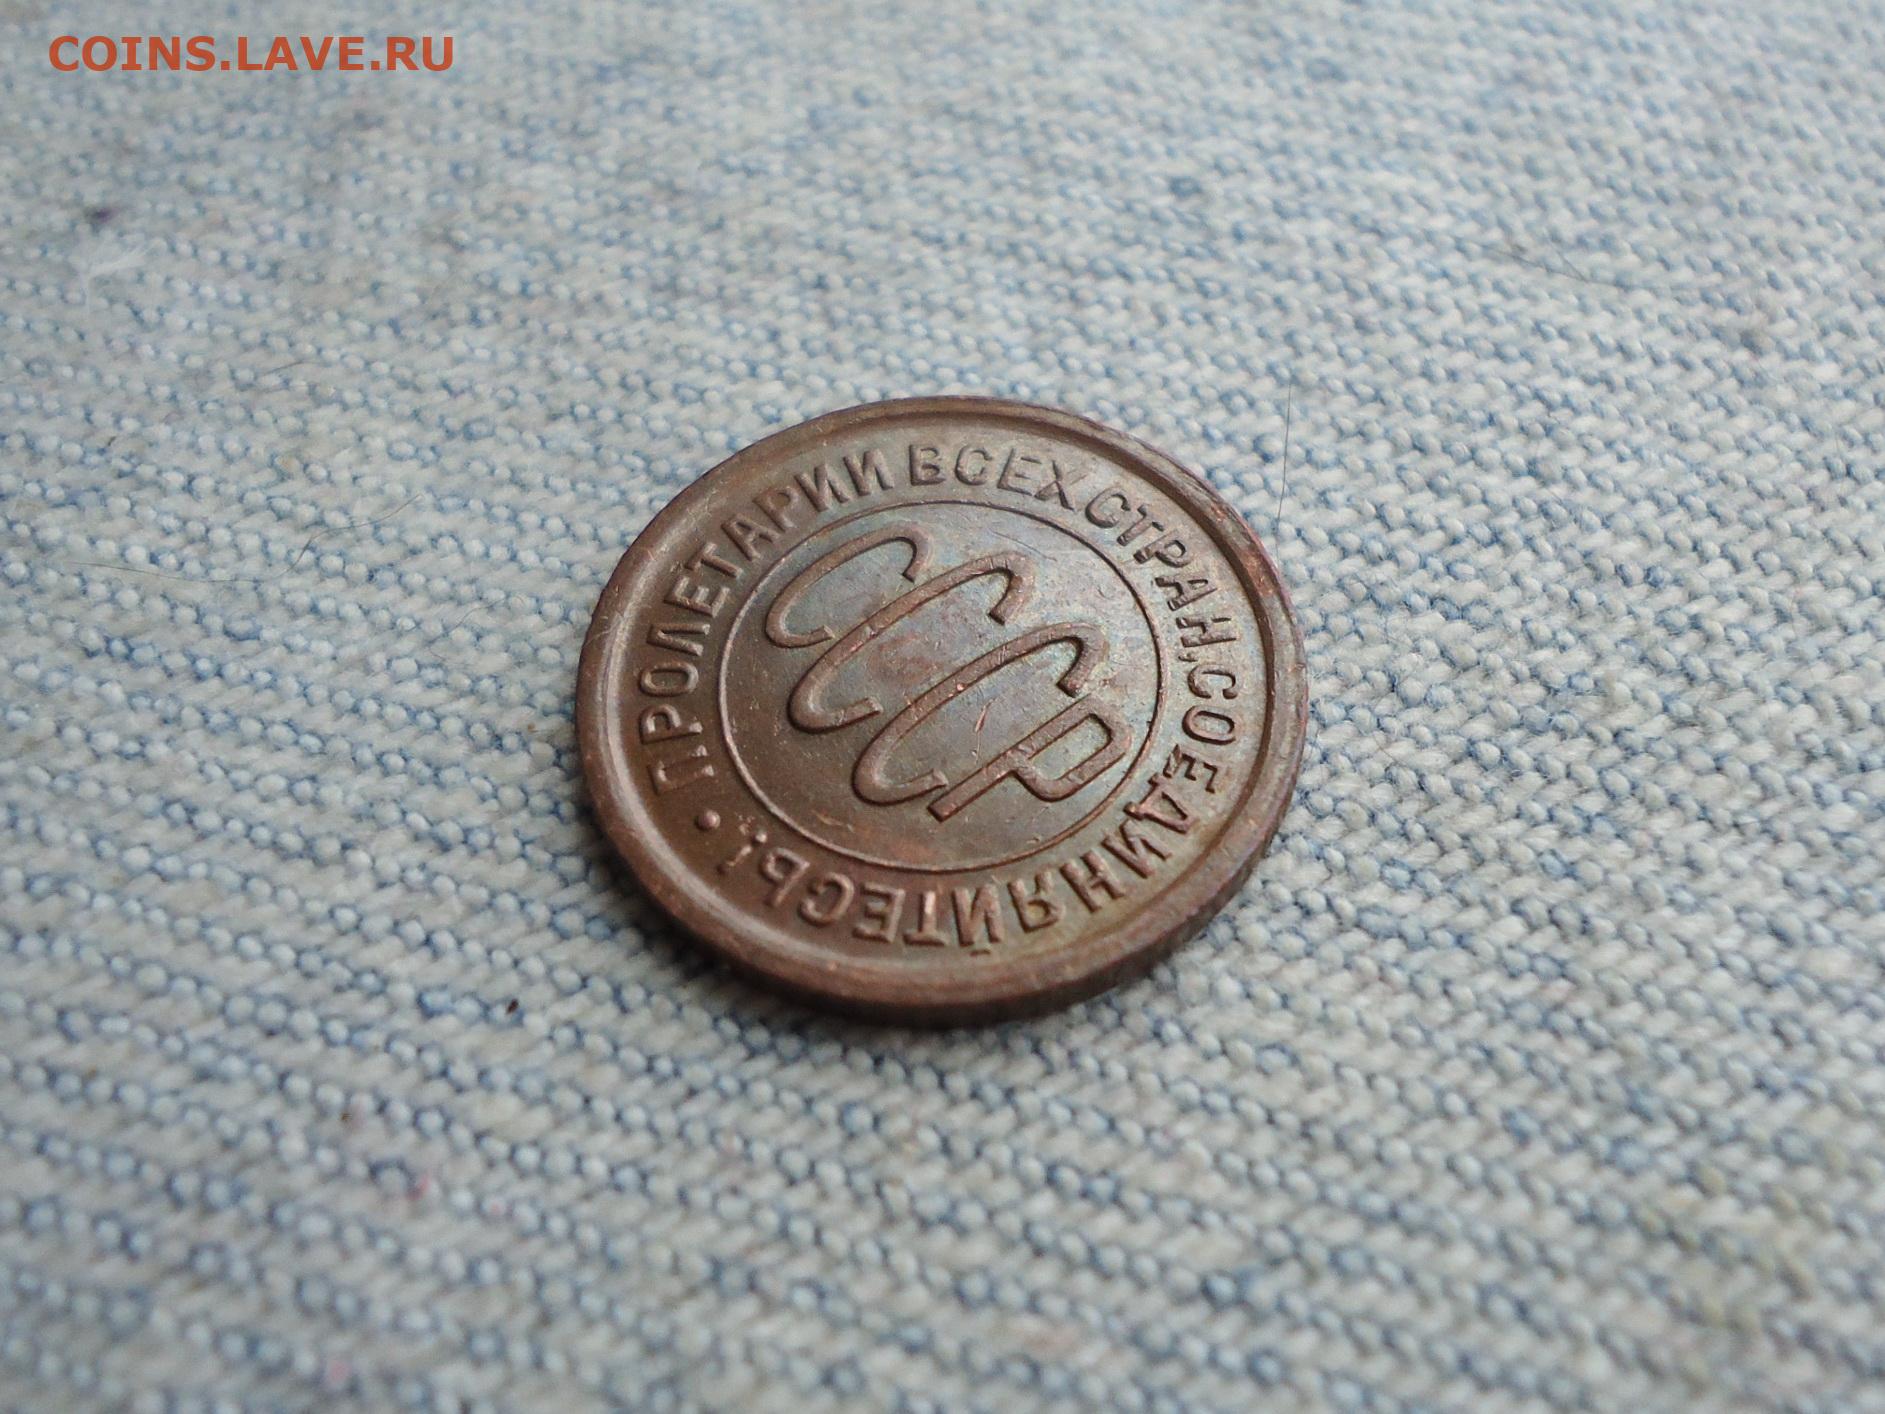 COINS.LAVE.RU
ПРОЛЕТАРИИ ВСЕХ СТРАН, СОЕДИНЯЙТЕСЬ! •
СССР